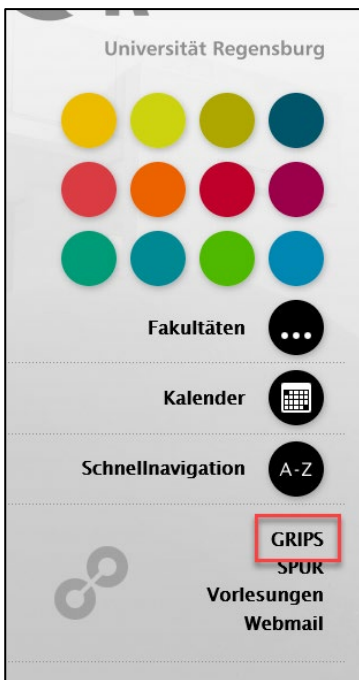 Universität Regensburg
Fakultäten
Kalender
Schnellnavigation A-Z
GRIPS
SPUR
Vorlesungen
Webmail